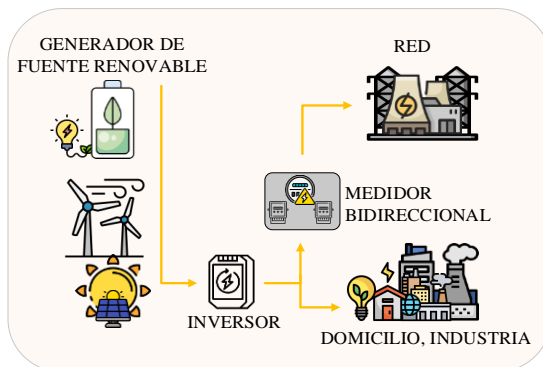 GENERADOR DE
FUENTE RENOVABLE
RED
MEDIDOR
BIDIRECCIONAL
INVERSOR
DOMICILIO, INDUSTRIA